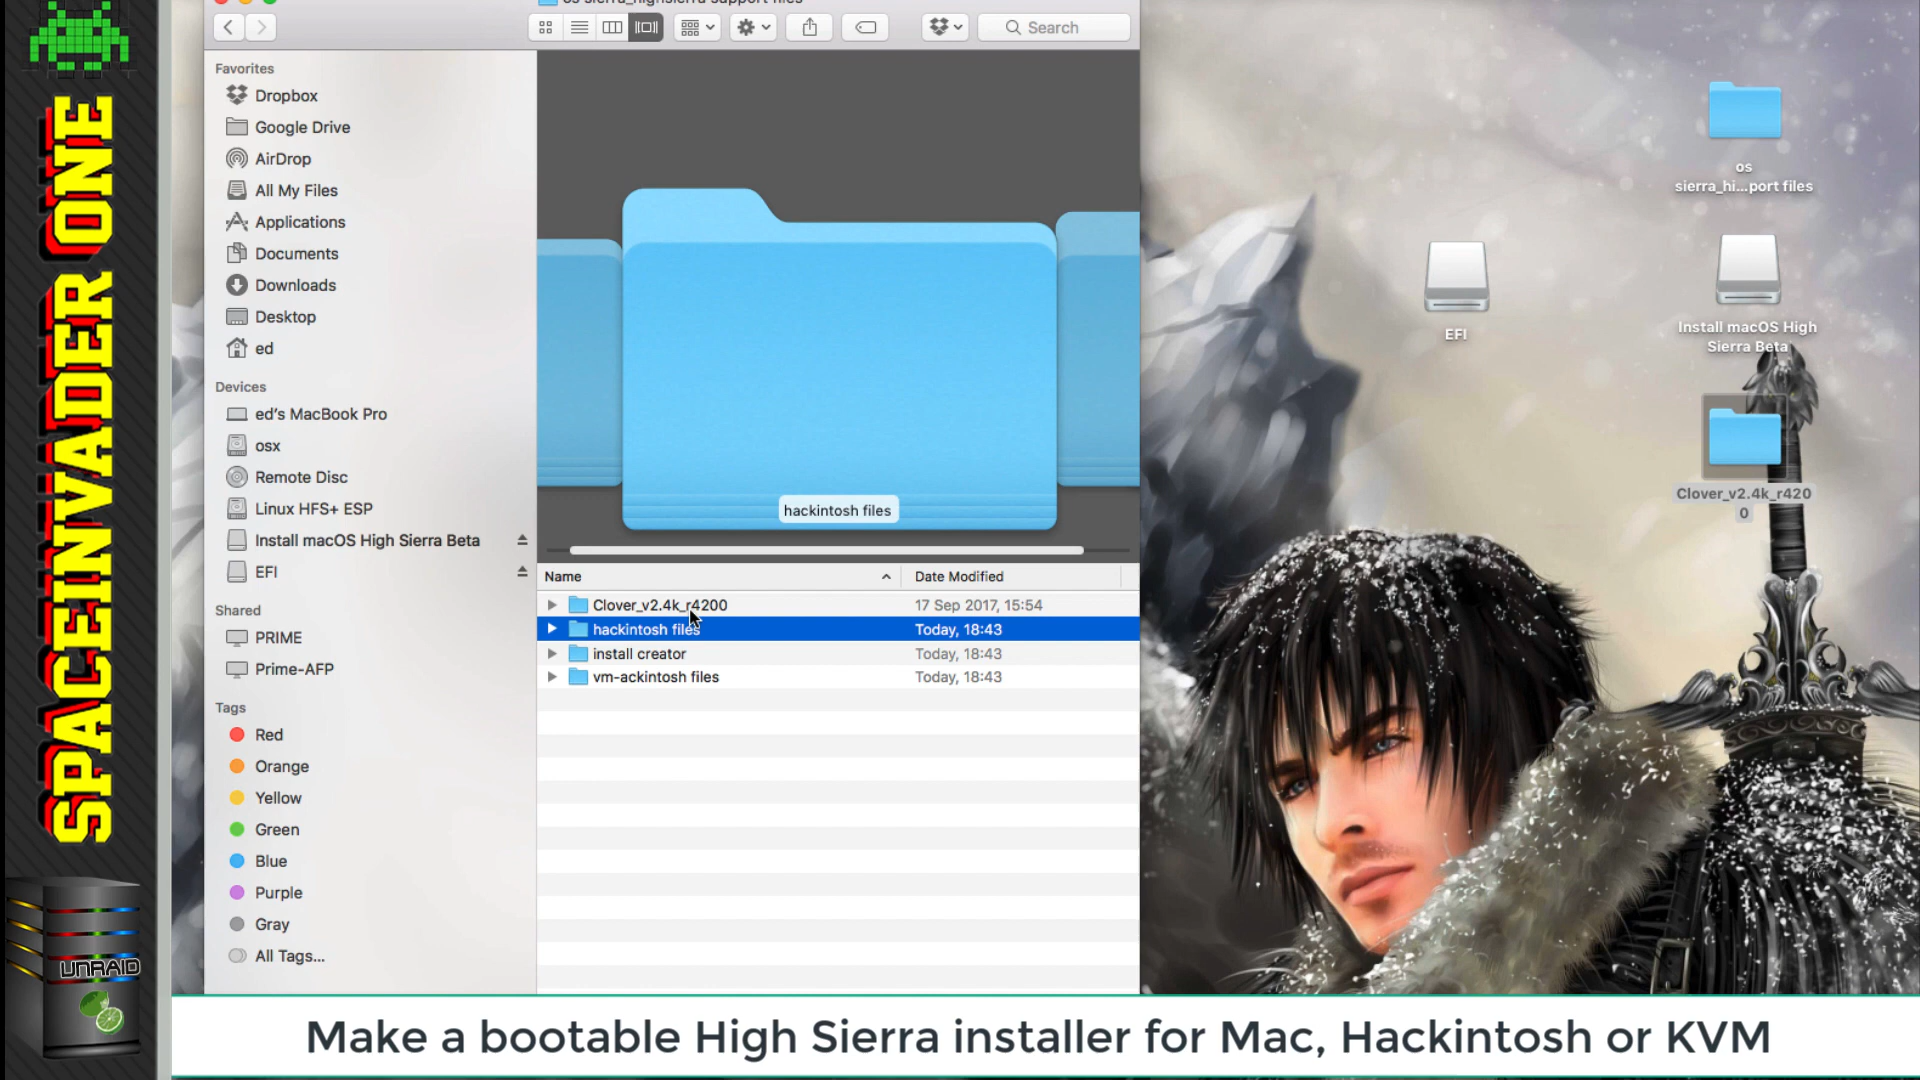 SPACEINVADER ONE
UNRAID
os sierra_highsierra support files
Search
Favorites
Dropbox
Google Drive
AirDrop
All My Files
Applications
Documents
Downloads
Desktop
ed
Devices
ed's MacBook Pro
osx
Remote Disc
Linux HFS+ ESP
Install macOS High Sierra Beta
EFI
Shared
PRIME
Prime-AFP
Tags
Red
Orange
Yellow
Green
Blue
Purple
Gray
All Tags...
hackintosh files
Name Date Modified
Clover_v2.4k_r4200 17 Sep 2017, 15:54
hackintosh files Today, 18:43
install creator Today, 18:43
vm-ackintosh files Today, 18:43
os
sierra_hi...port files
EFI
Install macOS High
Sierra Beta
Clover_v2.4k_r420
0
Make a bootable High Sierra installer for Mac, Hackintosh or KVM